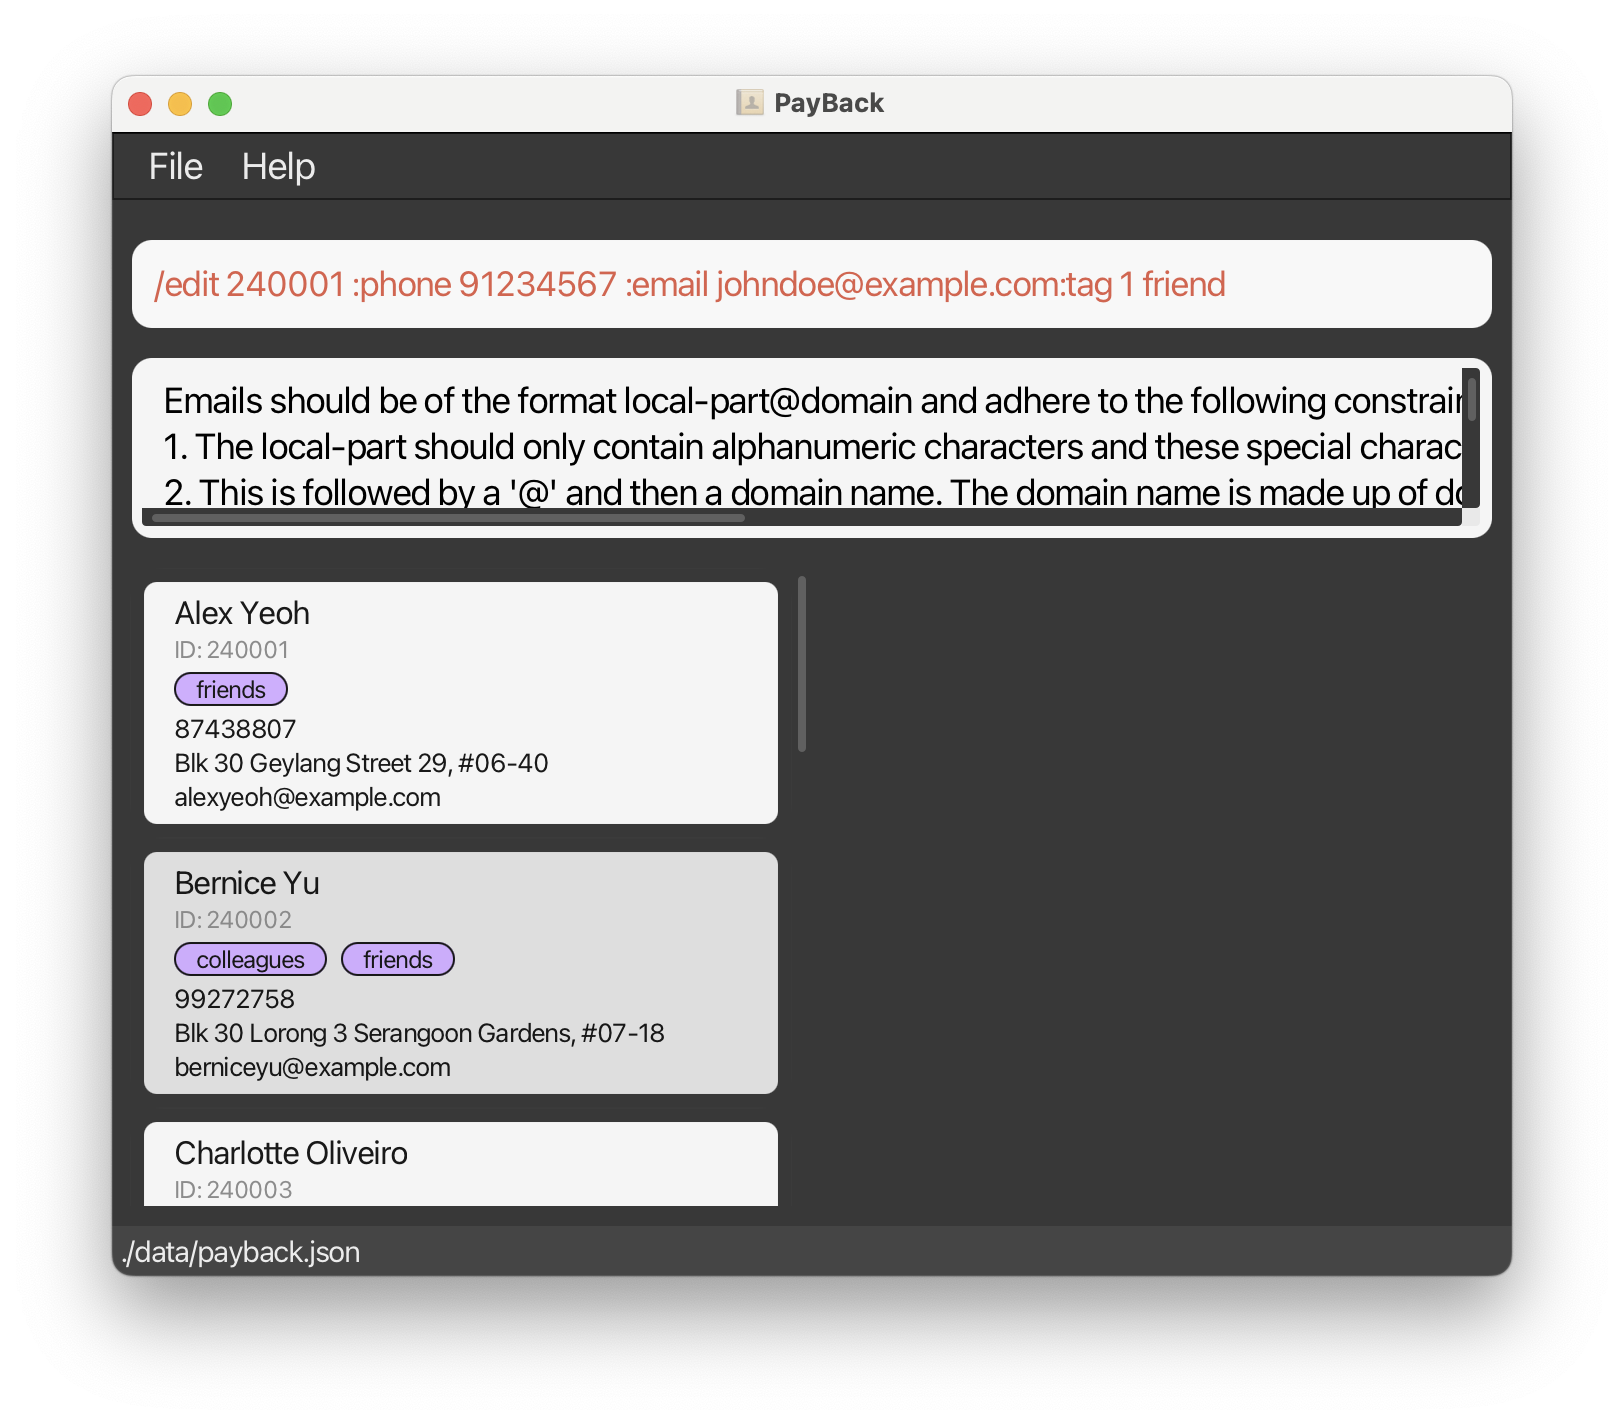 PayBack
File Help
/edit 240001 :phone 91234567 :email johndoe@example.com:tag 1 friend
Emails should be of the format local-part@domain and adhere to the following
1. The local-part should only contain alphanumeric characters and these special
2. This is followed by a '@' and then a domain name. The domain name is made up of
Alex Yeoh
ID: 240001
friends
87438807
Blk 30 Geylang Street 29, #06-40
alexyeoh@example.com
Bernice Yu
ID: 240002
colleagues friends
99272758
Blk 30 Lorong 3 Serangoon Gardens, #07-18
berniceyu@example.com
Charlotte Oliveiro
ID: 240003
./data/payback.json